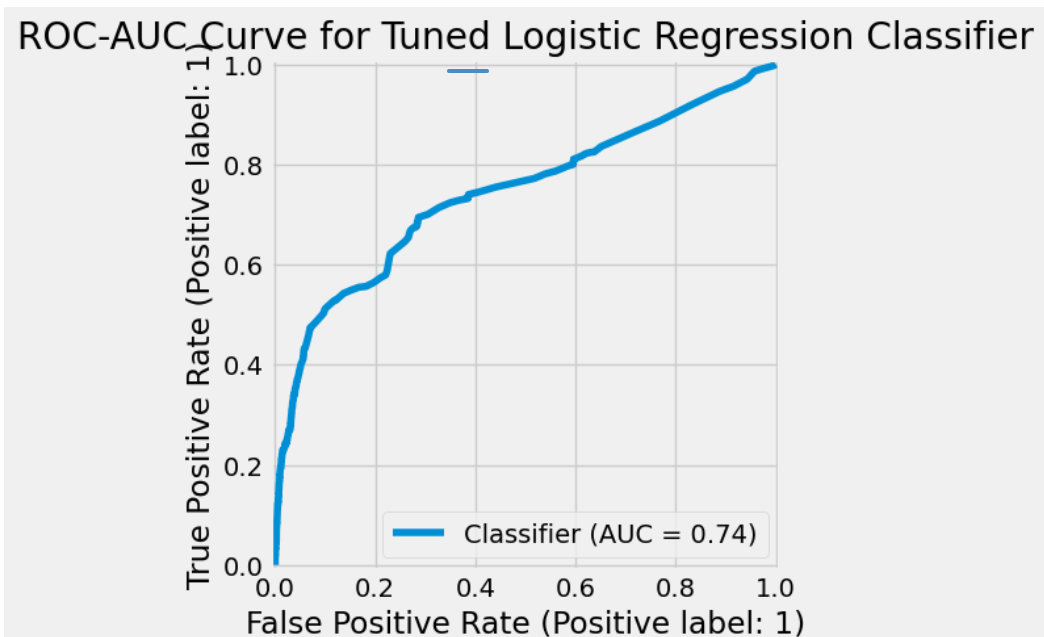 ROC-AUC Curve for Tuned Logistic Regression Classifier
True Positive Rate (Positive label: 1)
1.0
0.8
0.6
0.4
0.2
0.0
Classifier (AUC = 0.74)
0.0 0.2 0.4 0.6 0.8 1.0
False Positive Rate (Positive label: 1)